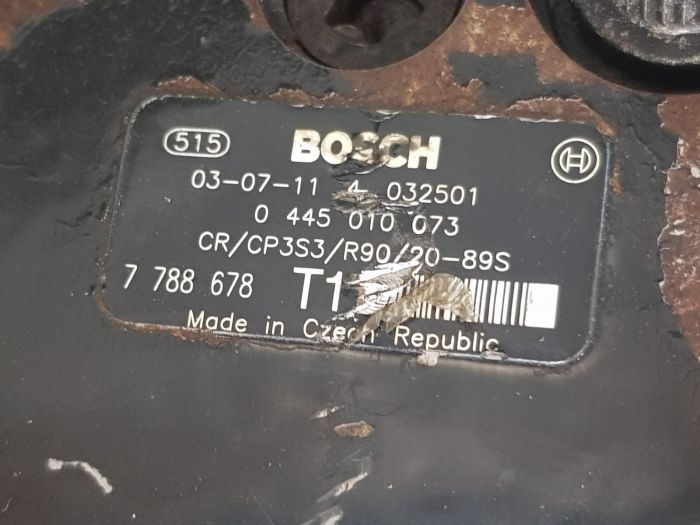 515 BOSCH
03-07-11 4 032501
0 445 010 073
CR/CP3S3/R90/20-89S
7 788 678 T1
Made in Czech Republic